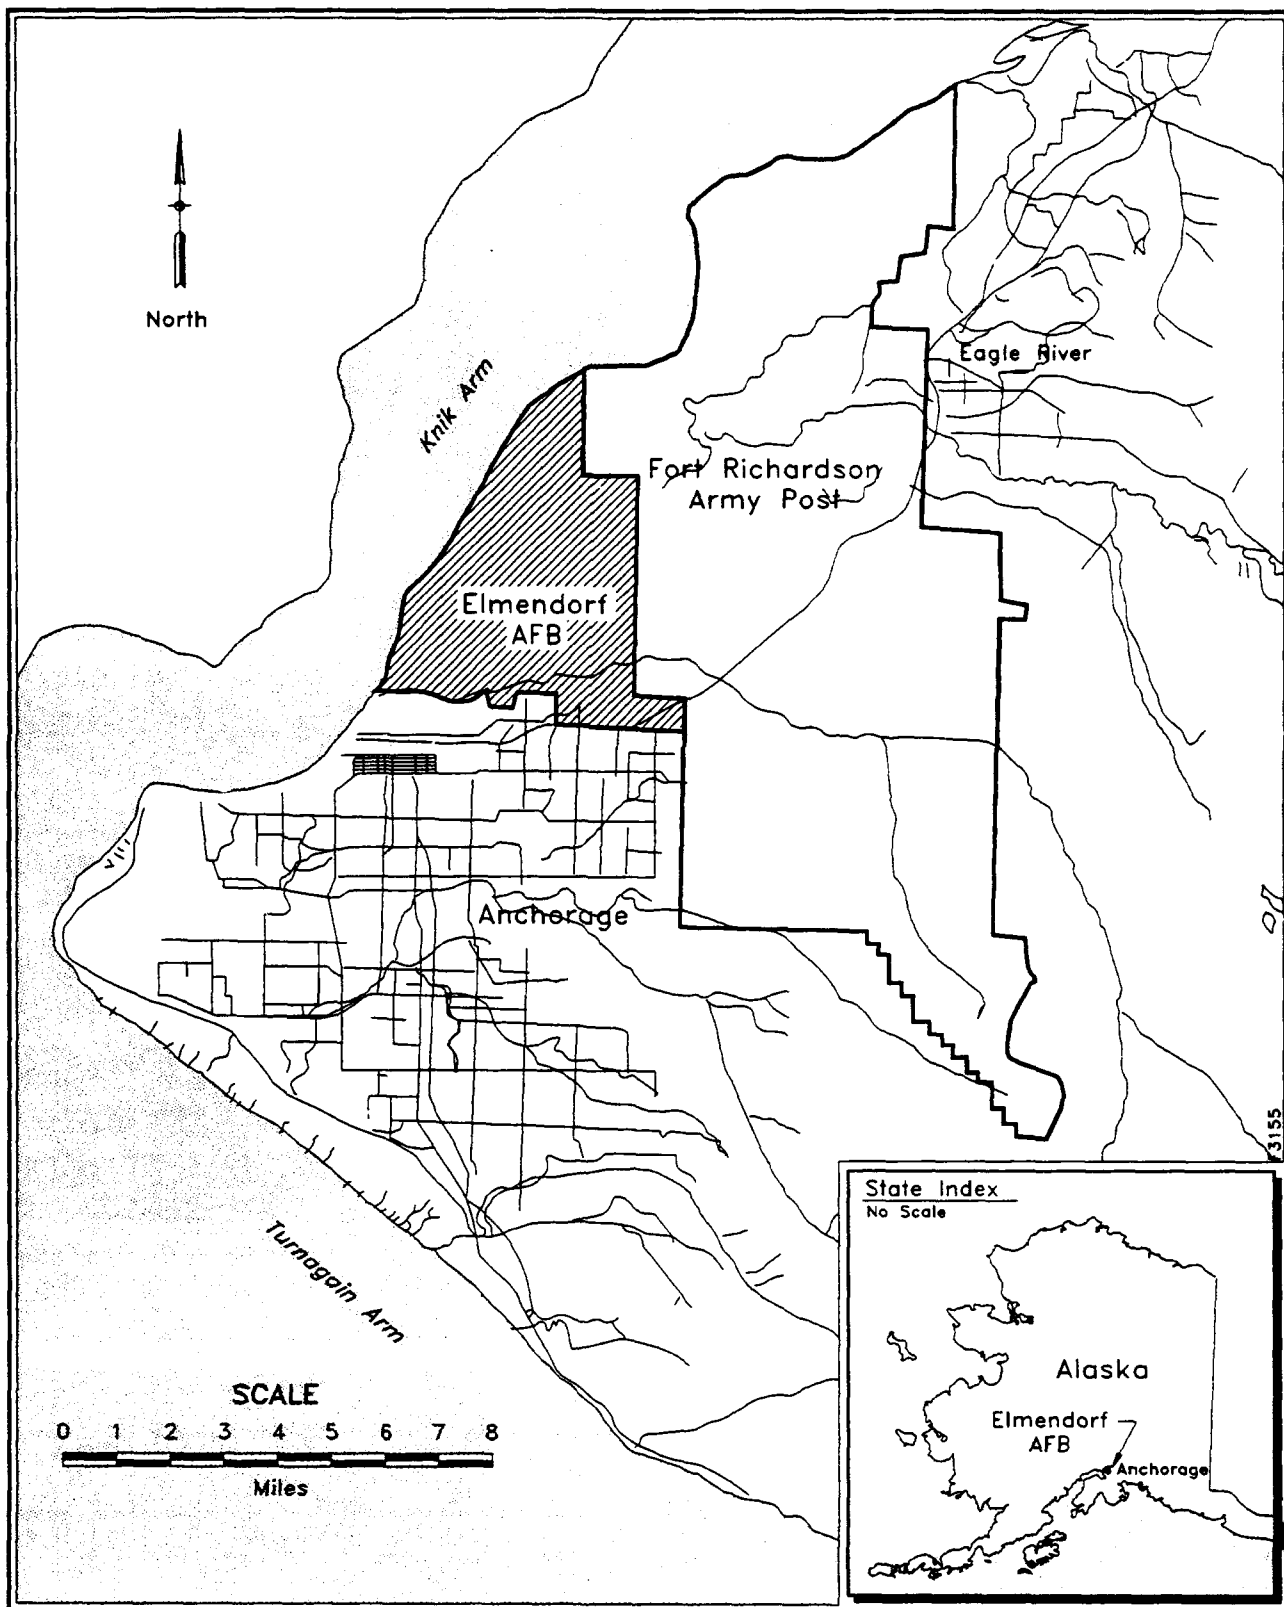 North
Knik Arm
Eagle River
Fort Richardson
Army Post
Elmendorf
AFB
Anchorage
Turnagain Arm
SCALE
0 1 2 3 4 5 6 7 8
Miles
F3155
State Index
No Scale
Alaska
Elmendorf
AFB
Anchorage